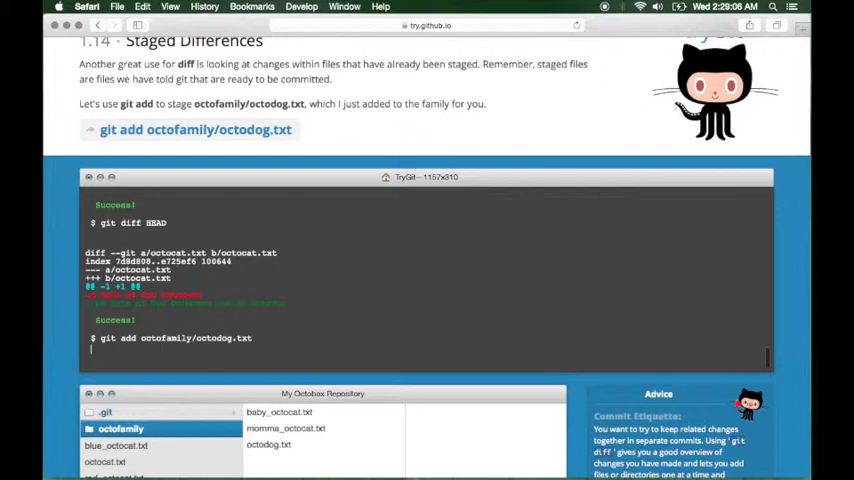 Safari File Edit View History Bookmarks Develop Window Help
Wed 2:29:06 AM
try.github.io
1.14 Staged Differences
Another great use for diff is looking at changes within files that have already been staged. Remember, staged files
are files we have told git that are ready to be committed.
Let's use git add to stage octofamily/octodog.txt, which I just added to the family for you.
git add octofamily/octodog.txt
TryGit—1157x310
Success!
$ git diff HEAD
diff --git a/octocat.txt b/octocat.txt
index 7d8d808..e725ef6 100644
--- a/octocat.txt
+++ b/octocat.txt
@@ -1 +1 @@
Success!
$ git add octofamily/octodog.txt
My Octobox Repository
.git
octofamily
blue_octocat.txt
octocat.txt
baby_octocat.txt
momma_octocat.txt
octodog.txt
Advice
Commit Etiquette:
You want to try to keep related changes
together in separate commits. Using 'git
diff' gives you a good overview of
changes you have made and lets you add
files or directories one at a time and